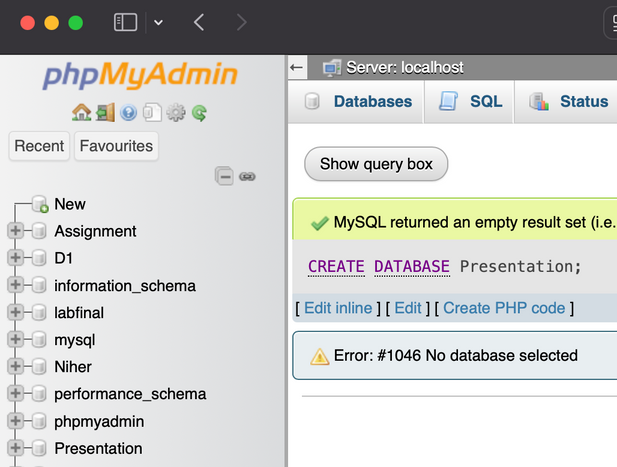 phpMyAdmin
Recent
Favourites
New
Assignment
D1
information_schema
labfinal
mysql
Niher
performance_schema
phpmyadmin
Presentation
Server: localhost
Databases
SQL
Status
Show query box
MySQL returned an empty result set (i.e.
CREATE DATABASE Presentation;
[ Edit inline ] [ Edit ] [ Create PHP code ]
Error: #1046 No database selected